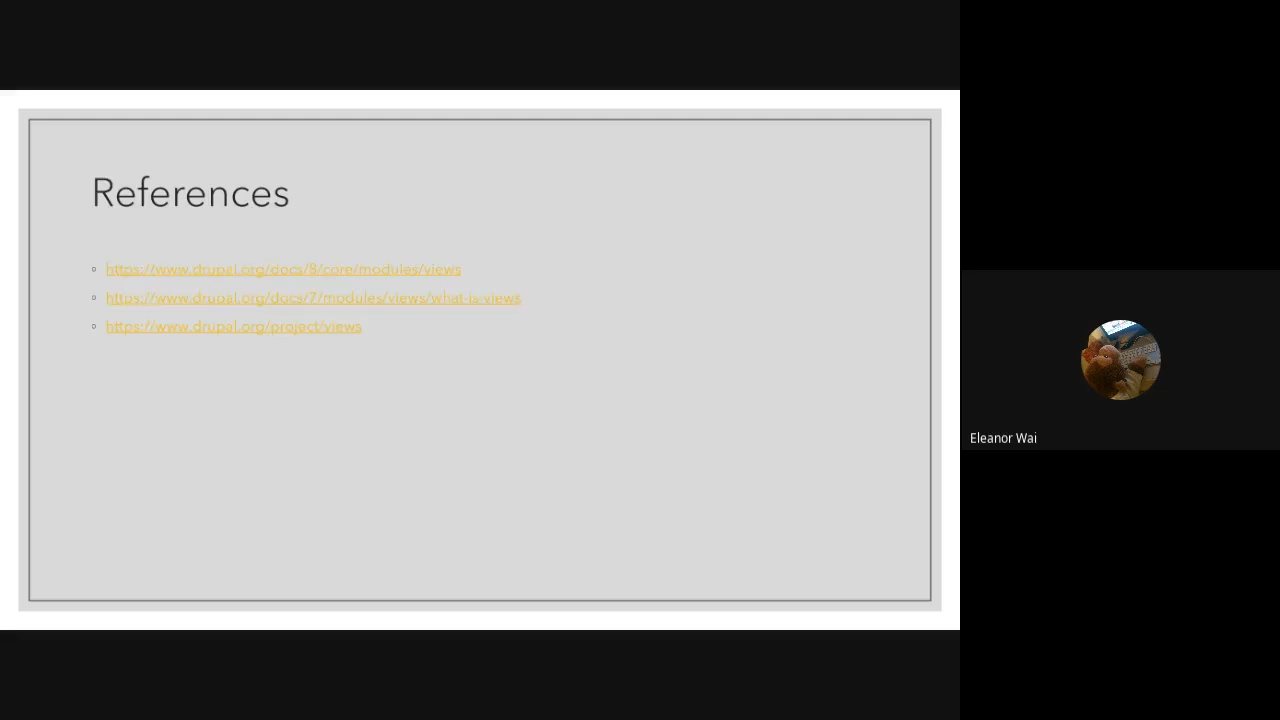 References
https://www.drupal.org/docs/8/core/modules/views
https://www.drupal.org/docs/7/modules/views/what-is-views
https://www.drupal.org/project/views
Eleanor Wai